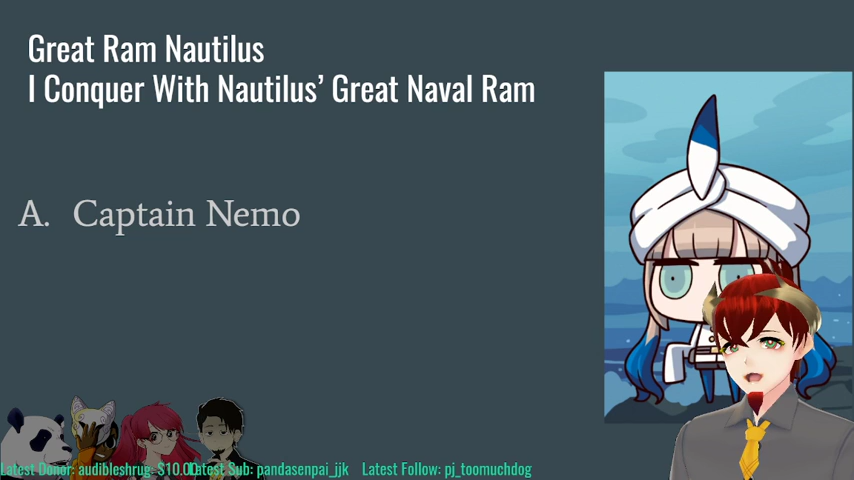 Great Ram Nautilus
I Conquer With Nautilus’ Great Naval Ram
A. Captain Nemo
Latest Donor: audibleshrug: $10.00 Latest Sub: pandasenpai_jjk Latest Follow: pj_toomuchdog